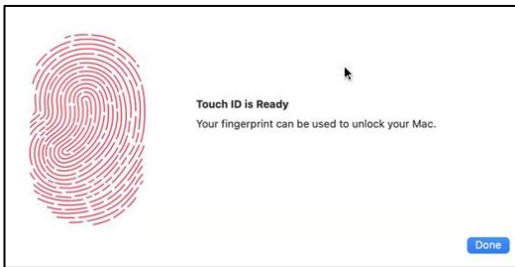 Touch ID is Ready
Your fingerprint can be used to unlock your Mac.
Done